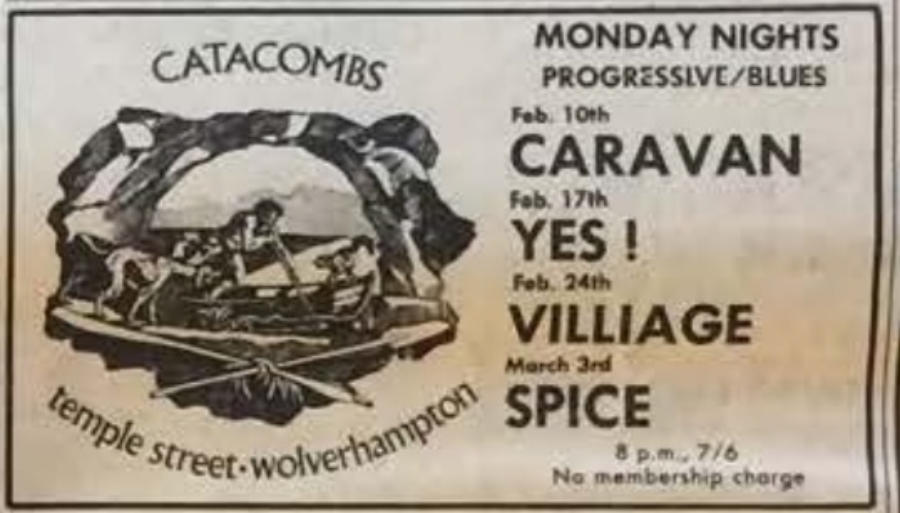 CATACOMBS
temple street·wolverhampton
MONDAY NIGHTS
PROGRESSIVE/BLUES
Feb. 10th
CARAVAN
Feb. 17th
YES !
Feb. 24th
VILLIAGE
March 3rd
SPICE
8 p.m., 7/6
No membership charge